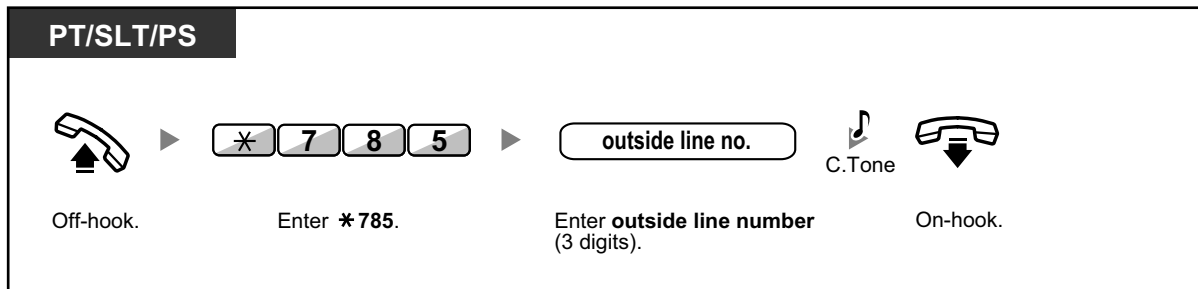 PT/SLT/PS
* 7 8 5
outside line no.
C.Tone
Off-hook.
Enter *785.
Enter outside line number
(3 digits).
On-hook.